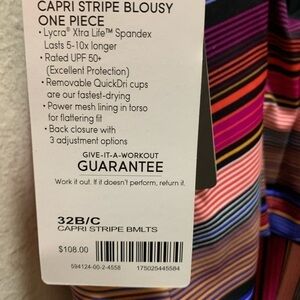 CAPRI STRIPE BLOUSY
ONE PIECE
• Lycra® Xtra Life™ Spandex
Lasts 5-10x longer
• Rated UPF 50+
(Excellent Protection)
• Removable QuickDri cups
are our fastest-drying
• Power mesh lining in torso
for flattering fit
• Back closure with
3 adjustment options
GIVE-IT-A-WORKOUT
GUARANTEE
Work it out. If it doesn't perform, return it.
32B/C
CAPRI STRIPE BMLTS
$108.00
594124-00-2-4558 175025445584